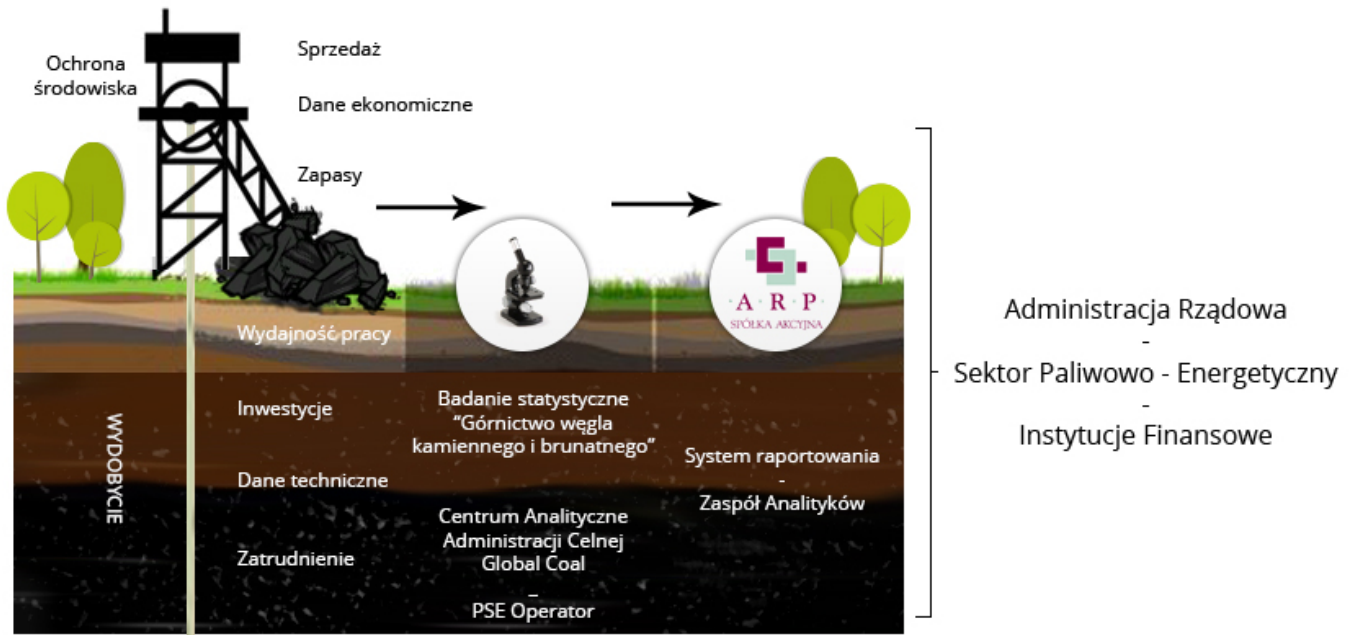 Ochrona
środowiska
Sprzedaż
Dane ekonomiczne
Zapasy
Wydajność pracy
WYDOBYCIE
Inwestycje
Dane techniczne
Zatrudnienie
Badanie statystyczne
“Górnictwo węgla
kamiennego i brunatnego”
Centrum Analityczne
Administracji Celnej
Global Coal
–
PSE Operator
A·R·P·
SPÓŁKA AKCYJNA
System raportowania
-
Zaspół Analityków
Administracja Rządowa
-
Sektor Paliwowo - Energetyczny
-
Instytucje Finansowe